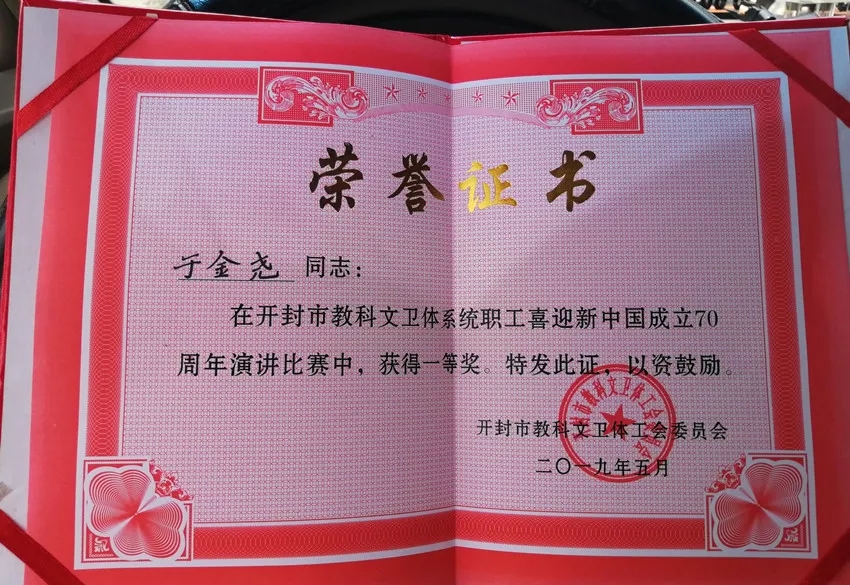 荣誉证书
于金尧 同志：
在开封市教科文卫体系统职工喜迎新中国成立70
周年演讲比赛中，获得一等奖。特发此证，以资鼓励。
开封市教科文卫体工会委员会
二〇一九年五月